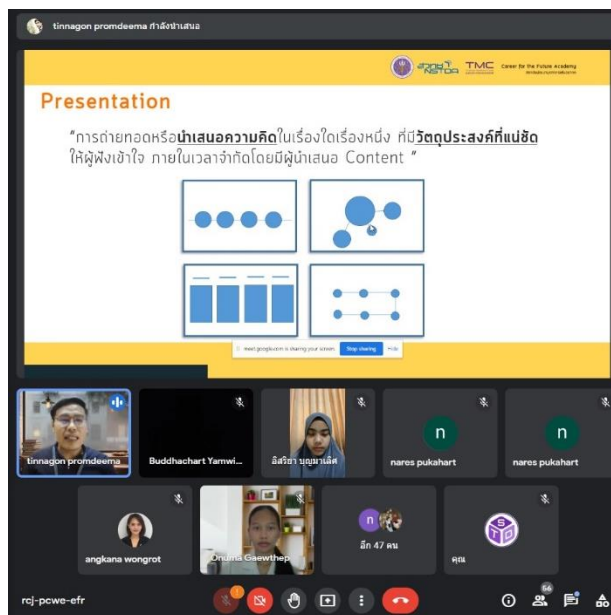 tinnagon promdeema กำลังนำเสนอ
สวทช
NSTDA
TMC
Career for the Future Academy
Presentation
"การถ่ายทอดหรือนำเสนอความคิดในเรื่องใดเรื่องหนึ่ง ที่มีวัตถุประสงค์ที่แน่ชัด
ให้ผู้ฟังเข้าใจ ภายในเวลาจำกัดโดยมีผู้นำเสนอ Content "
meet.google.com is sharing your screen.
Stop sharing
Hide
tinnagon promdeema
Buddhachart Yamwi...
อิสริยา บุญมาเลิศ
n
nares pukahart
n
nares pukahart
angkana wongrot
Onuma Gaewthep
n
อีก 47 คน
STD
คุณ
rcj-pcwe-efr
56